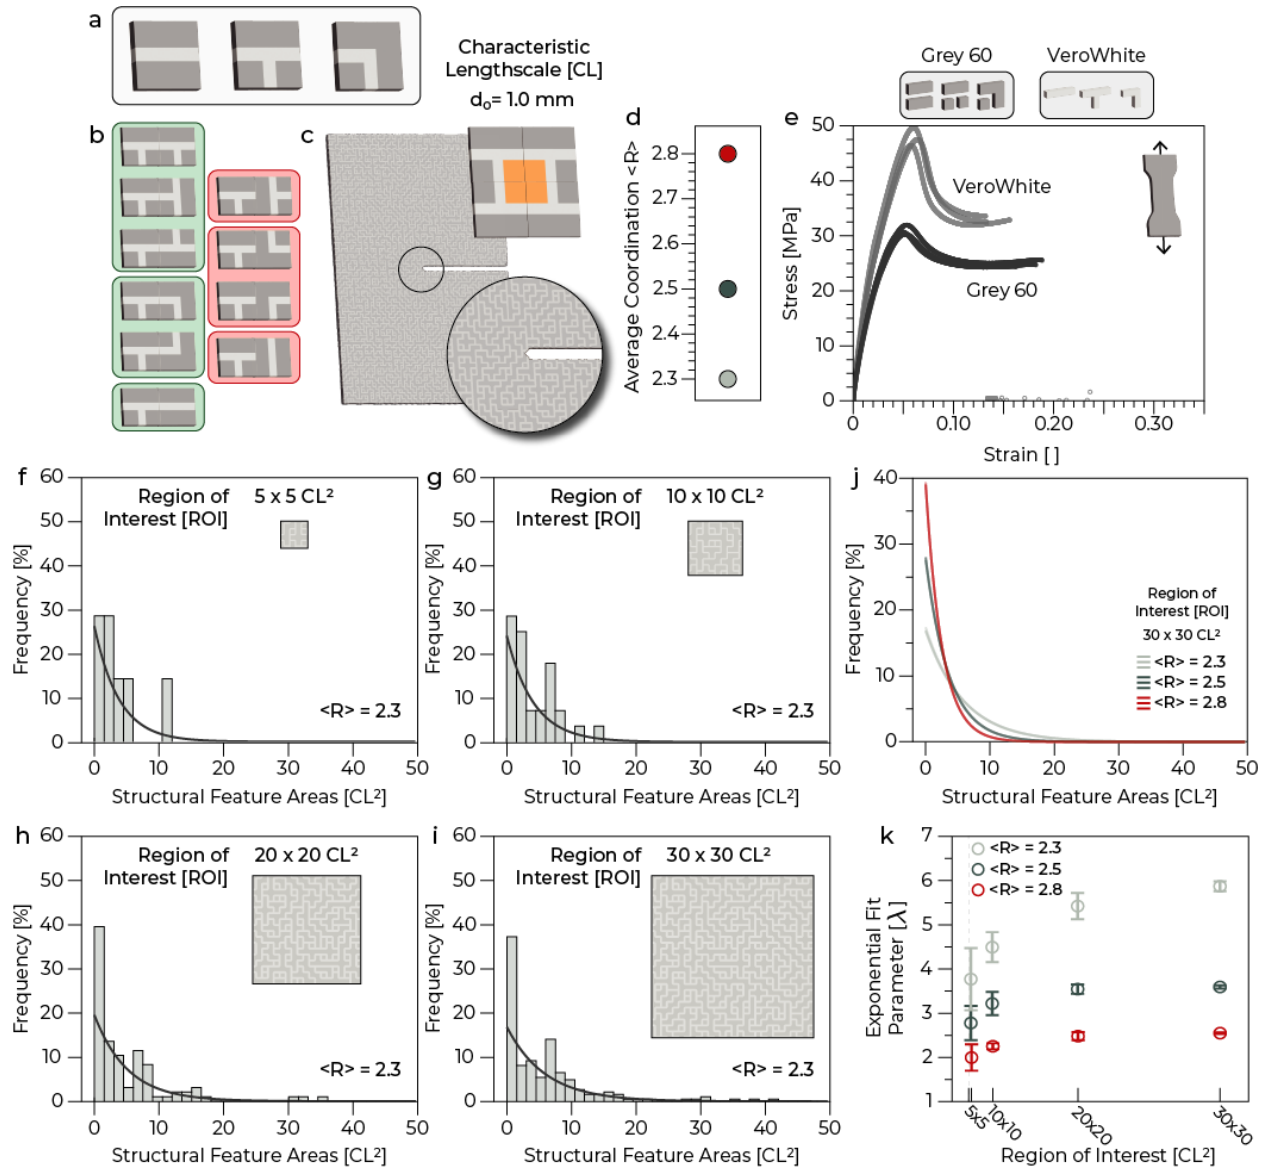 a
Characteristic
Lengthscale [CL]
d₀= 1.0 mm
b
c
d
Average Coordination <R>
2.8
2.7
2.5
2.4
2.3
e
Grey 60
VeroWhite
Stress [MPa]
50
40
30
20
10
0
VeroWhite
Grey 60
0
0.10
0.20
0.30
Strain [ ]
f
Frequency [%]
60
50
40
30
20
10
0
Region of
Interest [ROI]
5 x 5 CL²
<R> = 2.3
0
10
20
30
40
50
Structural Feature Areas [CL²]
g
Frequency [%]
60
50
40
30
20
10
0
Region of
Interest [ROI]
10 x 10 CL²
<R> = 2.3
0
10
20
30
40
50
Structural Feature Areas [CL²]
j
Frequency [%]
40
30
20
10
0
Region of
Interest [ROI]
30 x 30 CL²
<R> = 2.3
<R> = 2.5
<R> = 2.8
0
10
20
30
40
50
Structural Feature Areas [CL²]
h
Frequency [%]
60
50
40
30
20
10
0
Region of
Interest [ROI]
20 x 20 CL²
<R> = 2.3
0
10
20
30
40
50
Structural Feature Areas [CL²]
i
Frequency [%]
60
50
40
30
20
10
0
Region of
Interest [ROI]
30 x 30 CL²
<R> = 2.3
0
10
20
30
40
50
Structural Feature Areas [CL²]
k
Exponential Fit
Parameter [λ]
7
6
5
4
3
2
1
<R> = 2.3
<R> = 2.5
<R> = 2.8
5x5
10x10
20x20
30x30
Region of Interest [CL²]